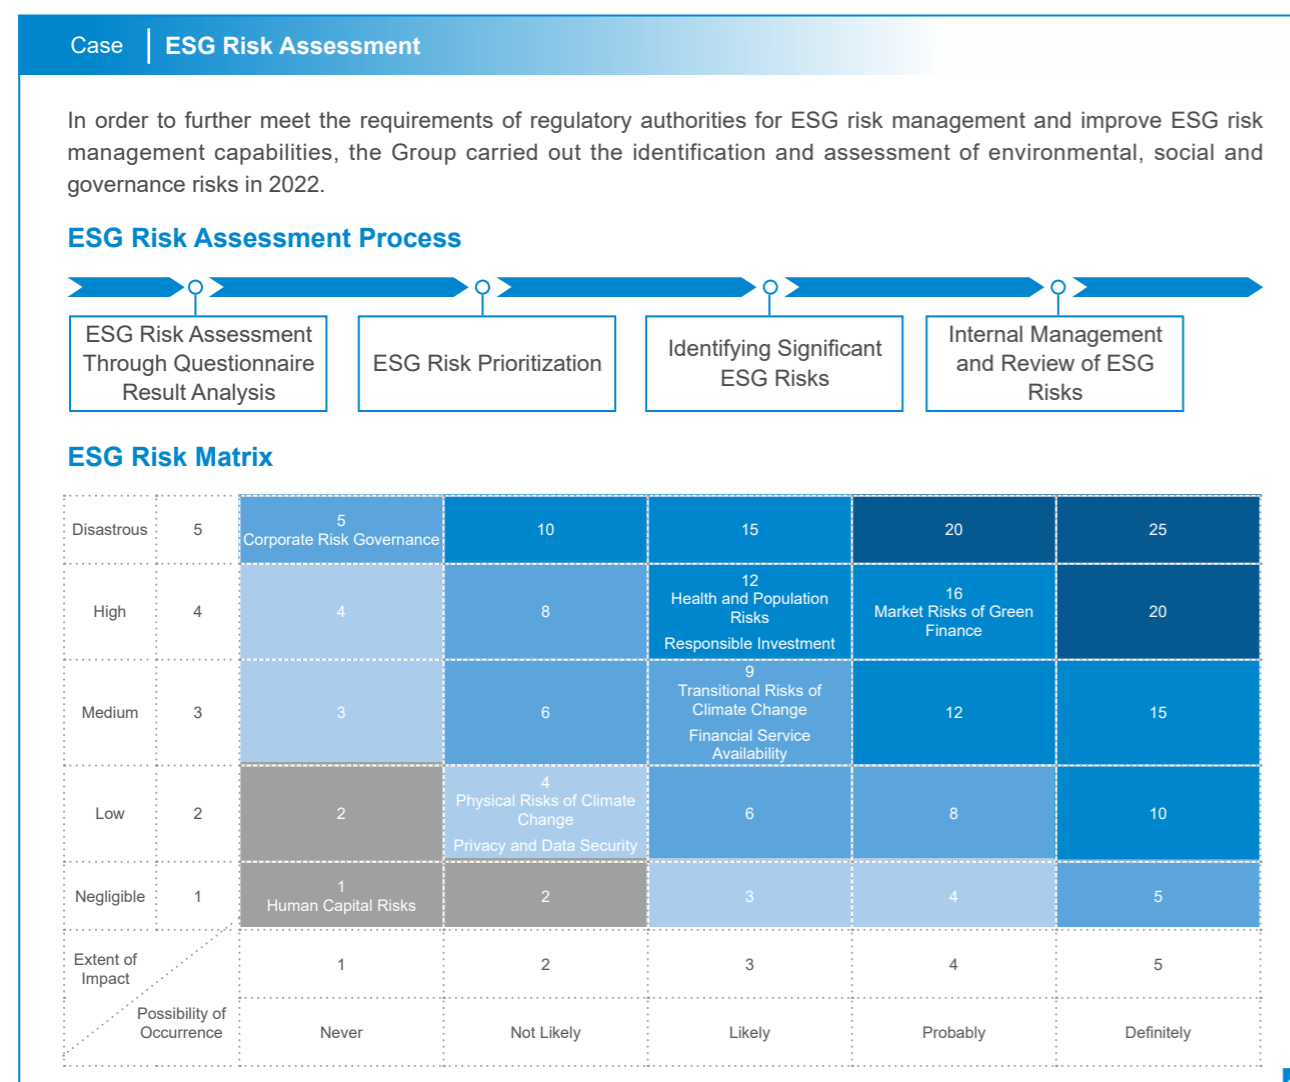 Case
ESG Risk Assessment
In order to further meet the requirements of regulatory authorities for ESG risk management and improve ESG risk
management capabilities, the Group carried out the identification and assessment of environmental, social and
governance risks in 2022.
ESG Risk Assessment Process
ESG Risk Assessment
Through Questionnaire
Result Analysis
ESG Risk Prioritization
Identifying Significant
ESG Risks
Internal Management
and Review of ESG
Risks
ESG Risk Matrix
Disastrous
5
5
Corporate Risk Governance
10
15
20
25
High
4
4
8
12
Health and Population
Risks
Responsible Investment
16
Market Risks of Green
Finance
20
Medium
3
3
6
9
Transitional Risks of
Climate Change
Financial Service
Availability
12
15
Low
2
2
4
Physical Risks of Climate
Change
Privacy and Data Security
6
8
10
Negligible
1
1
Human Capital Risks
2
3
4
5
Extent of
Impact
1
2
3
4
5
Possibility of
Occurrence
Never
Not Likely
Likely
Probably
Definitely